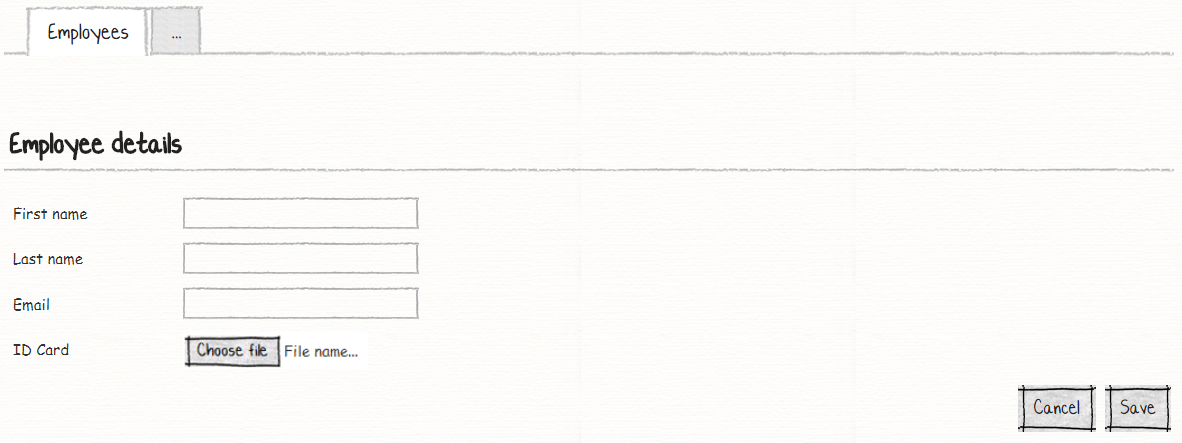 Employees ...
Employee details
First name
Last name
Email
ID Card Choose file File name...
Cancel Save